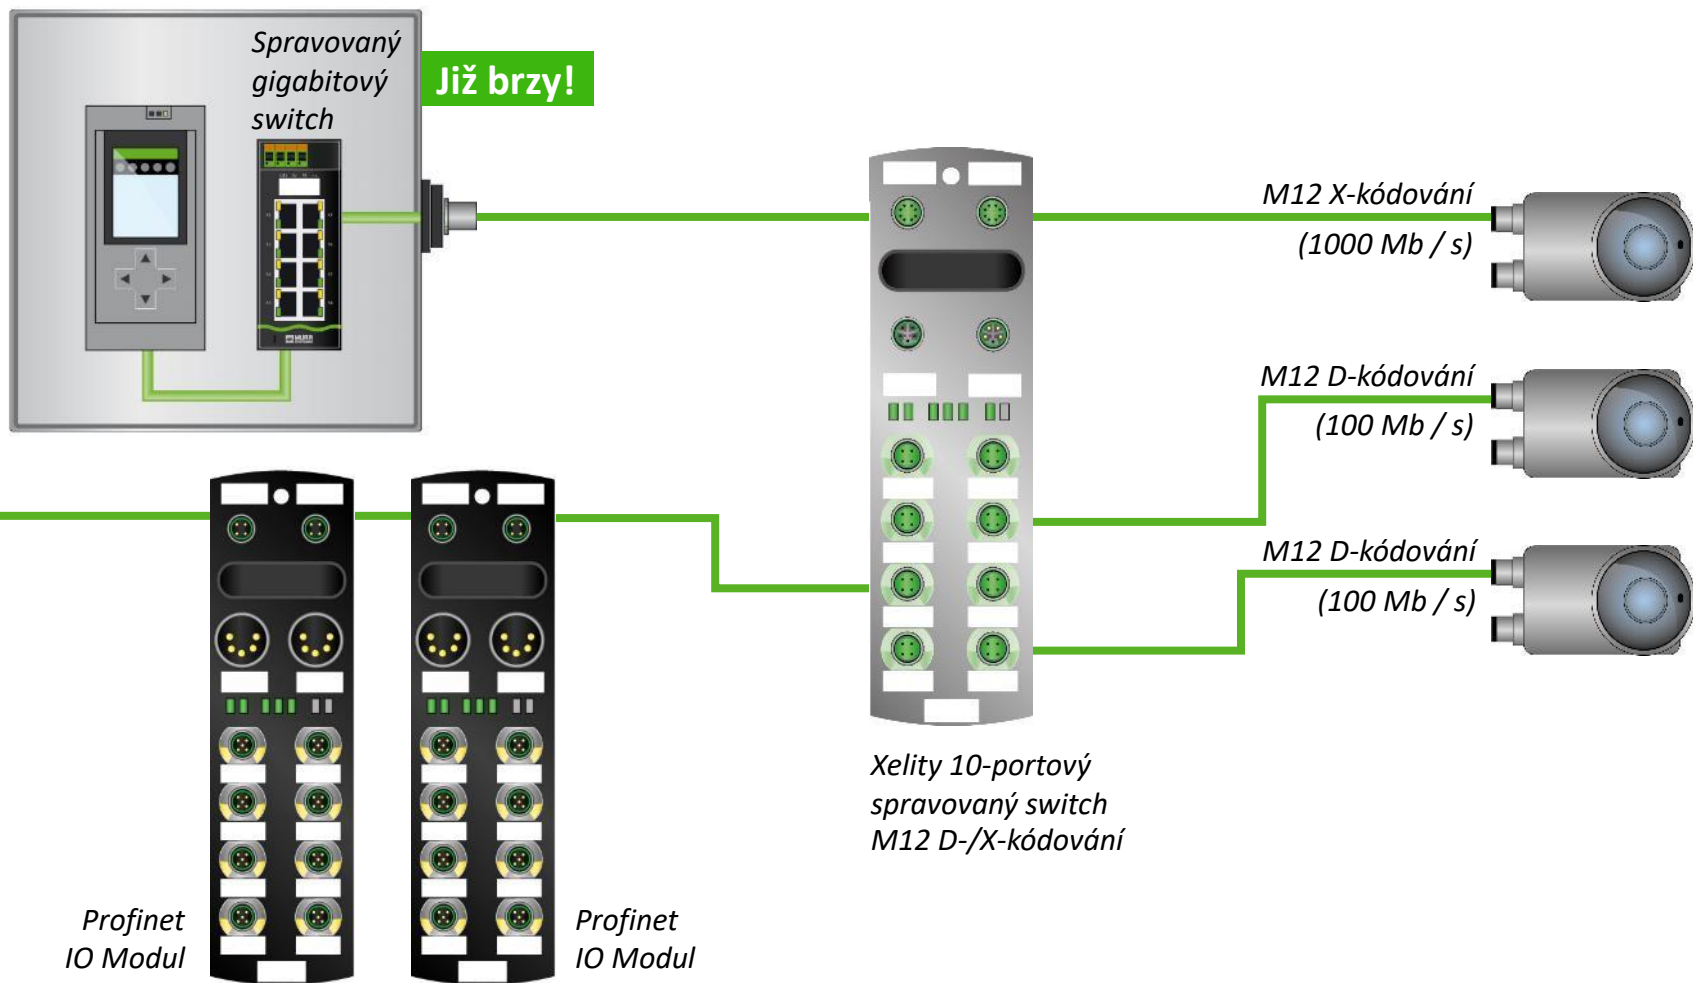 Spravovaný
gigabitový
switch
Již brzy!
M12 X-kódování
(1000 Mb / s)
M12 D-kódování
(100 Mb / s)
M12 D-kódování
(100 Mb / s)
Xelity 10-portový
spravovaný switch
M12 D-/X-kódování
Profinet
IO Modul
Profinet
IO Modul